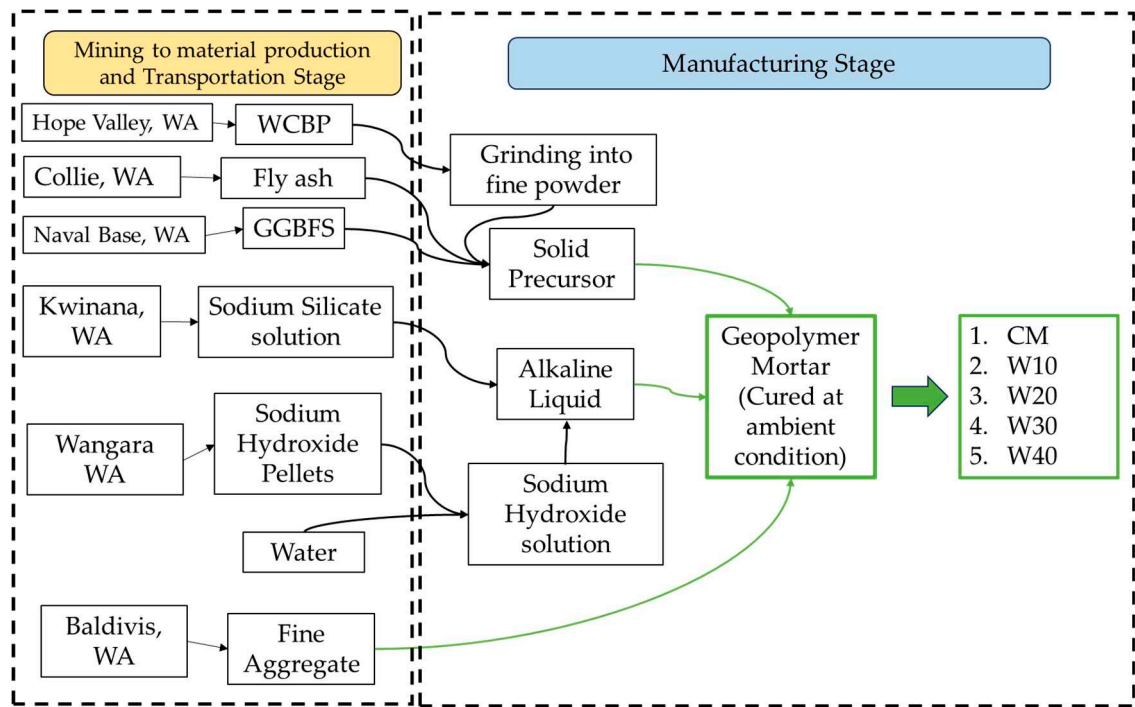 Mining to material production
and Transportation Stage
Manufacturing Stage
Hope Valley, WA
WCBP
Grinding into
fine powder
Collie, WA
Fly ash
Naval Base, WA
GGBFS
Solid
Precursor
Kwinana,
WA
Sodium Silicate
solution
Alkaline
Liquid
Geopolymer
Mortar
(Cured at
ambient
condition)
1. CM
2. W10
3. W20
4. W30
5. W40
Wangara
WA
Sodium
Hydroxide
Pellets
Sodium
Hydroxide
solution
Water
Baldivis,
WA
Fine
Aggregate